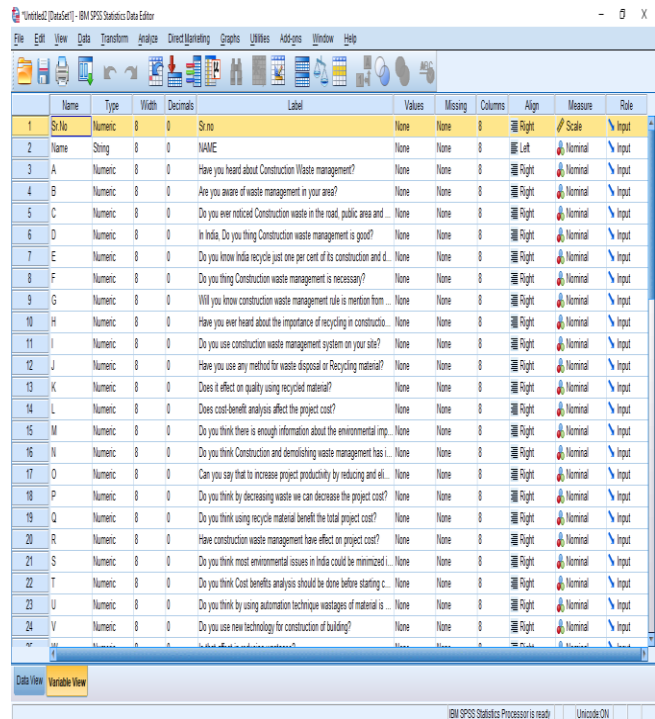 *Untitled2 [DataSet1] - IBM SPSS Statistics Data Editor
File Edit View Data Transform Analyze Direct Marketing Graphs Utilities Add-ons Window Help
Name Type Width Decimals Label Values Missing Columns Align Measure Role
1 Sr.No Numeric 8 0 Sr.no None None 8 Right Scale Input
2 Name String 8 0 NAME None None 8 Left Nominal Input
3 A Numeric 8 0 Have you heard about Construction Waste management? None None 8 Right Nominal Input
4 B Numeric 8 0 Are you aware of waste management in your area? None None 8 Right Nominal Input
5 C Numeric 8 0 Do you ever noticed Construction waste in the road, public area and ... None None 8 Right Nominal Input
6 D Numeric 8 0 In India, Do you thing Construction waste management is good? None None 8 Right Nominal Input
7 E Numeric 8 0 Do you know India recycle just one per cent of its construction and d... None None 8 Right Nominal Input
8 F Numeric 8 0 Do you thing Construction waste management is necessary? None None 8 Right Nominal Input
9 G Numeric 8 0 Will you know construction waste management rule is mention from ... None None 8 Right Nominal Input
10 H Numeric 8 0 Have you ever heard about the importance of recycling in constructio... None None 8 Right Nominal Input
11 I Numeric 8 0 Do you use construction waste management system on your site? None None 8 Right Nominal Input
12 J Numeric 8 0 Have you use any method for waste disposal or Recycling material? None None 8 Right Nominal Input
13 K Numeric 8 0 Does it effect on quality using recycled material? None None 8 Right Nominal Input
14 L Numeric 8 0 Does cost-benefit analysis affect the project cost? None None 8 Right Nominal Input
15 M Numeric 8 0 Do you think there is enough information about the environmental imp... None None 8 Right Nominal Input
16 N Numeric 8 0 Do you think Construction and demolishing waste management has i... None None 8 Right Nominal Input
17 O Numeric 8 0 Can you say that to increase project productivity by reducing and eli... None None 8 Right Nominal Input
18 P Numeric 8 0 Do you think by decreasing waste we can decrease the project cost? None None 8 Right Nominal Input
19 Q Numeric 8 0 Do you think using recycle material benefit the total project cost? None None 8 Right Nominal Input
20 R Numeric 8 0 Have construction waste management have effect on project cost? None None 8 Right Nominal Input
21 S Numeric 8 0 Do you think most environmental issues in India could be minimized i... None None 8 Right Nominal Input
22 T Numeric 8 0 Do you think Cost benefits analysis should be done before starting c... None None 8 Right Nominal Input
23 U Numeric 8 0 Do you think by using automation technique wastages of material is ... None None 8 Right Nominal Input
24 V Numeric 8 0 Do you use new technology for construction of building? None None 8 Right Nominal Input
Data View Variable View
IBM SPSS Statistics Processor is ready Unicode:ON